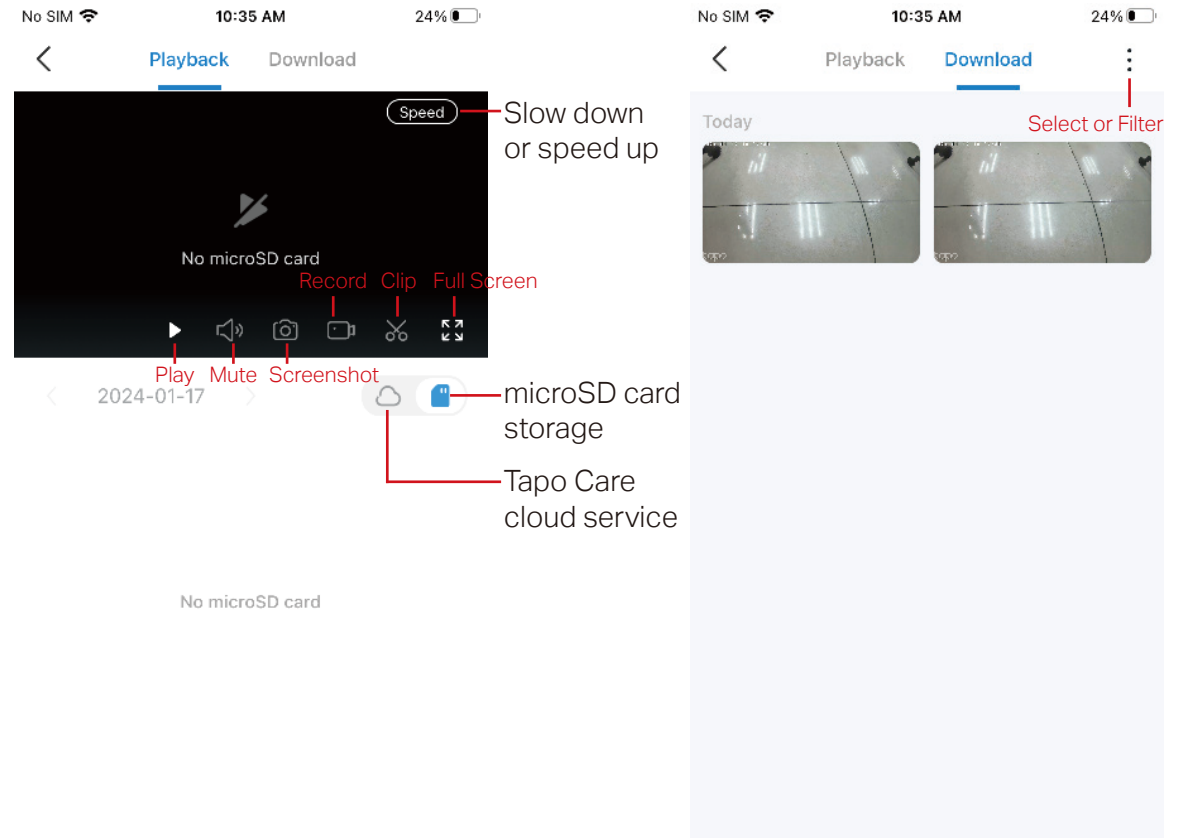 No SIM
10:35 AM
24%
Playback
Download
Speed
Slow down
or speed up
No microSD card
Record
Clip
Full Screen
Play
Mute
Screenshot
2024-01-17
microSD card
storage
Tapo Care
cloud service
No microSD card
No SIM
10:35 AM
24%
Playback
Download
Select or Filter
Today